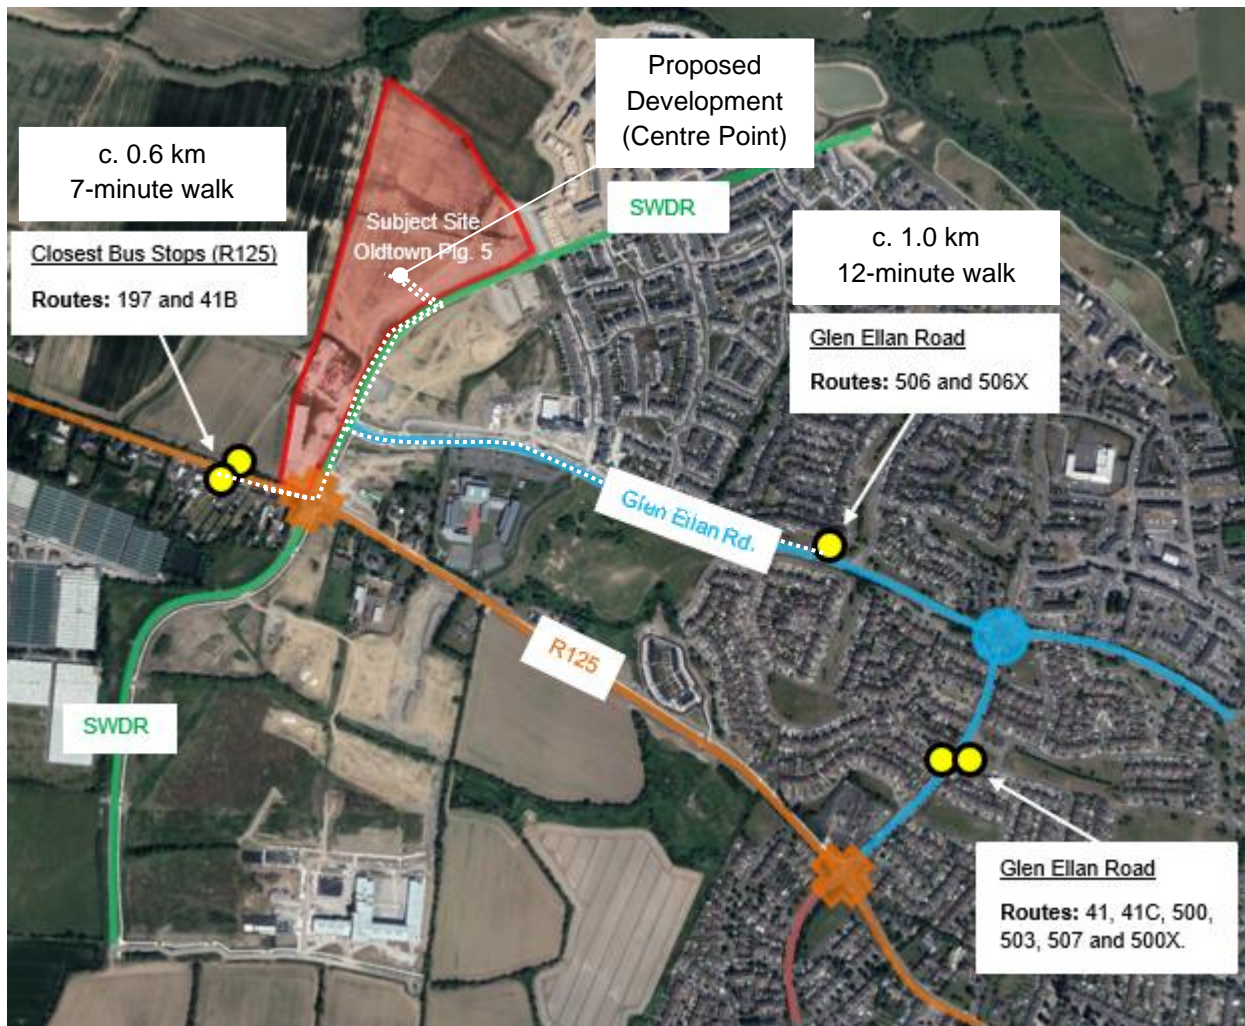 Proposed
Development
(Centre Point)
c. 0.6 km
7-minute walk
Closest Bus Stops (R125)
Routes: 197 and 41B
Subject Site
Oldtown Plg. 5
SWDR
c. 1.0 km
12-minute walk
Glen Ellan Road
Routes: 506 and 506X
Glen Ellan Rd.
R125
SWDR
Glen Ellan Road
Routes: 41, 41C, 500,
503, 507 and 500X.